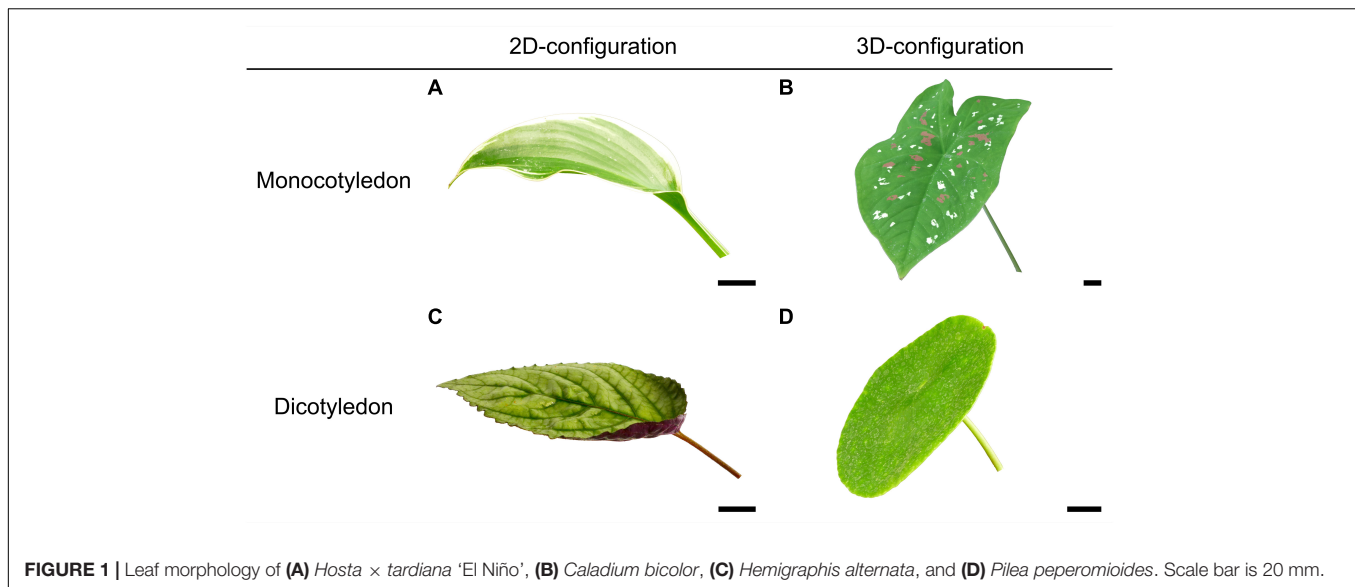 2D-configuration 3D-configuration
A B
Monocotyledon
C D
Dicotyledon
FIGURE 1 | Leaf morphology of (A) Hosta × tardiana ‘El Niño’, (B) Caladium bicolor, (C) Hemigraphis alternata, and (D) Pilea peperomioides. Scale bar is 20 mm.